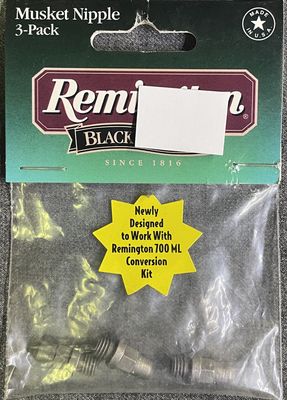 Musket Nipple
3-Pack
MADE IN U.S.A.
Remin on
®
BLACK
SINCE 1816
Newly
Designed
to Work With
Remington 700 ML
Conversion
Kit